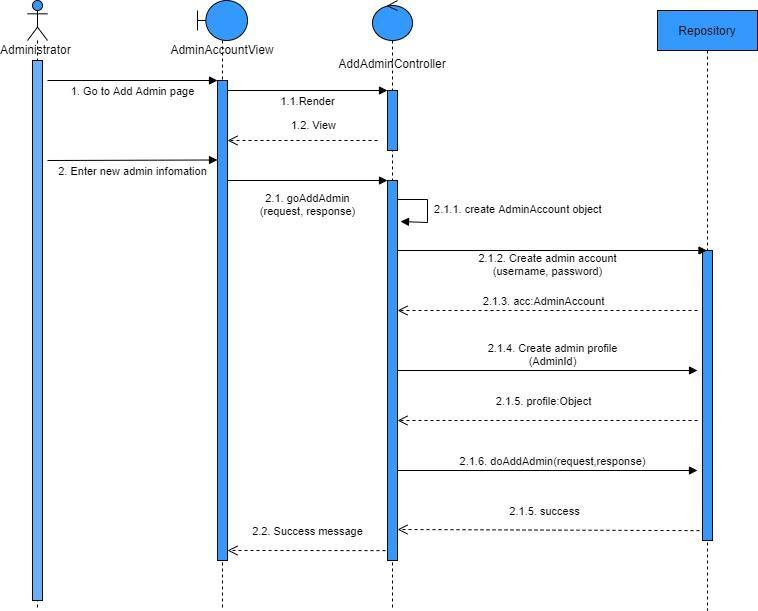 Administrator
AdminAccountView
AddAdminController
Repository
1. Go to Add Admin page
1.1.Render
1.2. View
2. Enter new admin infomation
2.1. goAddAdmin
(request, response)
2.1.1. create AdminAccount object
2.1.2. Create admin account
(username, password)
2.1.3. acc:AdminAccount
2.1.4. Create admin profile
(AdminId)
2.1.5. profile:Object
2.1.6. doAddAdmin(request,response)
2.1.5. success
2.2. Success message